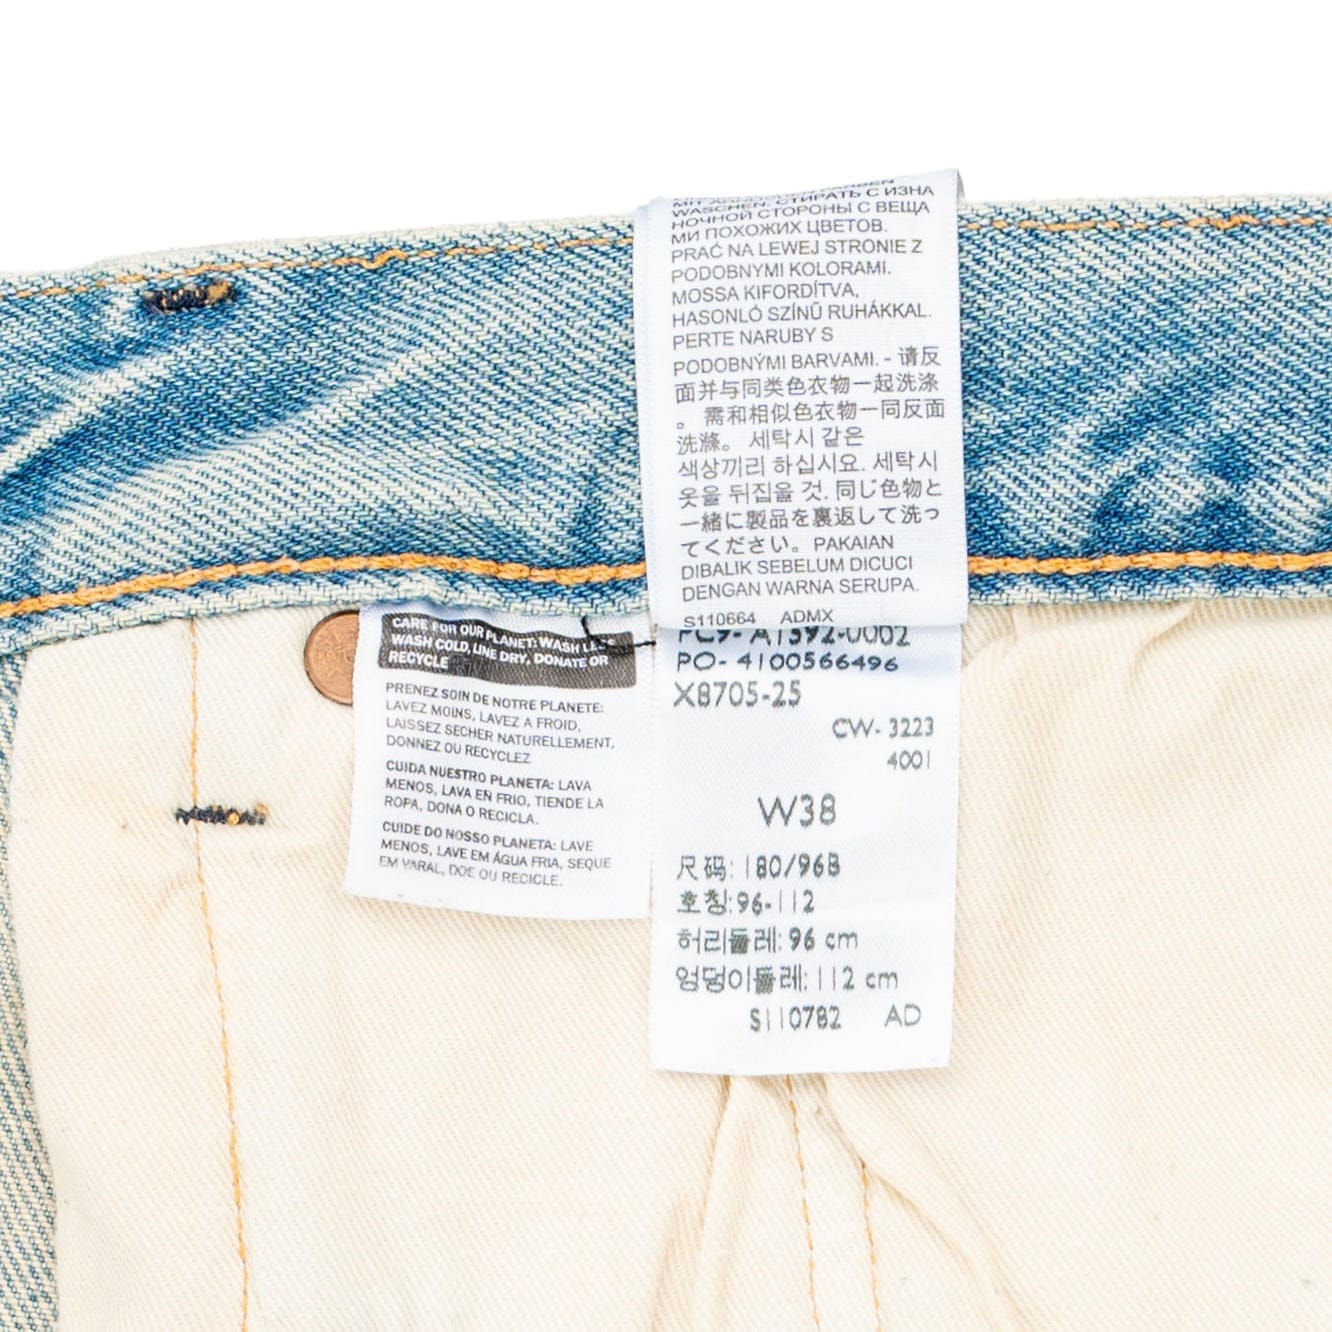 WASCHEN. СТИРАТЬ С ИЗНА
НОЧНОЙ СТОРОНЫ С ВЕЩА
МИ ПОХОЖИХ ЦВЕТОВ.
PRAĆ NA LEWEJ STRONIE Z
PODOBNYMI KOLORAMI.
MOSSA KIFORDÍTVA,
HASONLÓ SZÍNŰ RUHÁKKAL.
PERTE NARUBY S
PODOBNÝMI BARVAMI. - 请反
面并与同类色衣物一起洗涤
。 需和相似色衣物一同反面
洗滌。 세탁시 같은
색상끼리 하십시요. 세탁시
옷을 뒤집을 것. 同じ色物と
一緒に製品を裏返して洗っ
てください。 PAKAIAN
DIBALIK SEBELUM DICUCI
DENGAN WARNA SERUPA.
S110664 ADMX
PC9- A1392-0002
PO- 4100566496
X8705-25
CW- 3223
4001
W38
尺码: 180/96B
호칭:96-112
허리둘레: 96 cm
엉덩이둘레: 112 cm
S110782 AD
CARE FOR OUR PLANET: WASH LESS
WASH COLD, LINE DRY, DONATE OR
RECYCLE
PRENEZ SOIN DE NOTRE PLANETE:
LAVEZ MOINS, LAVEZ A FROID,
LAISSEZ SECHER NATURELLEMENT,
DONNEZ OU RECYCLEZ
CUIDA NUESTRO PLANETA: LAVA
MENOS, LAVA EN FRIO, TIENDE LA
ROPA, DONA O RECICLA.
CUIDE DO NOSSO PLANETA: LAVE
MENOS, LAVE EM ÁGUA FRIA, SEQUE
EM VARAL, DOE OU RECICLE.